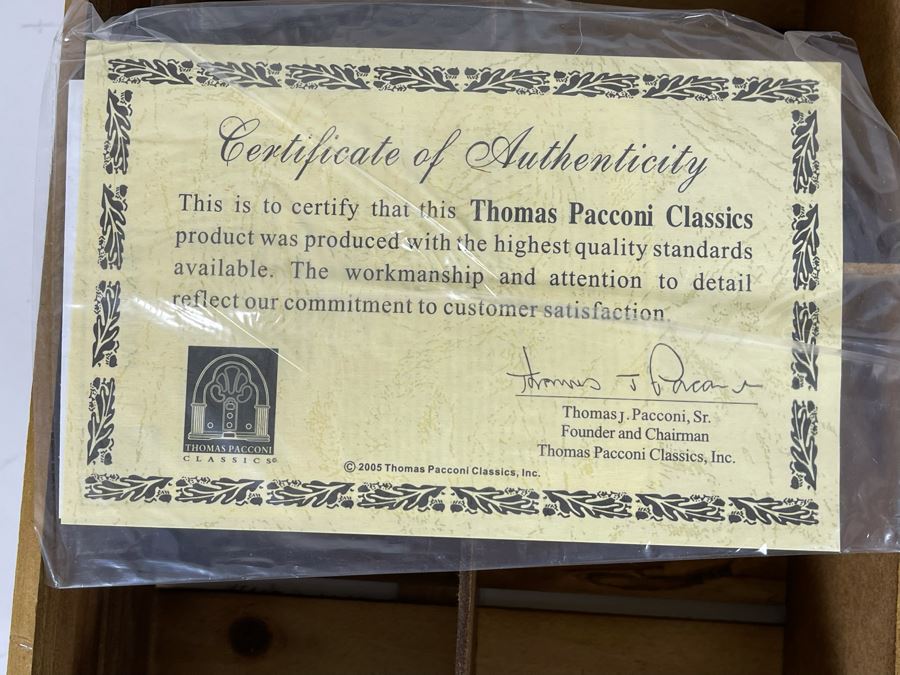 Certificate of Authenticity
This is to certify that this Thomas Pacconi Classics
product was produced with the highest quality standards
available. The workmanship and attention to detail
reflect our commitment to customer satisfaction.
Thomas J Pacconi
Thomas J. Pacconi, Sr.
Founder and Chairman
Thomas Pacconi Classics, Inc.
THOMAS PACCONI
CLASSICS®
© 2005 Thomas Pacconi Classics, Inc.